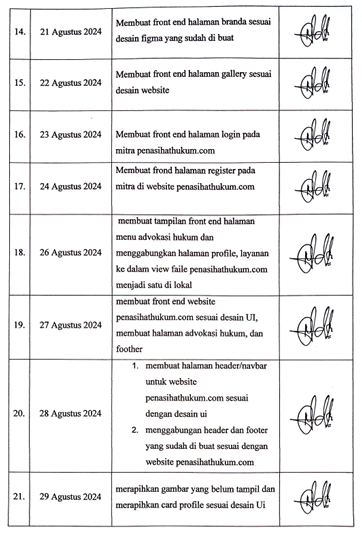 14.
21 Agustus 2024
Membuat front end halaman branda sesuai
desain figma yang sudah di buat
15.
22 Agustus 2024
Membuat front end halaman gallery sesuai
desain website
16.
23 Agustus 2024
Membuat front end halaman login pada
mitra penasihathukum.com
17.
24 Agustus 2024
Membuat frond halaman register pada
mitra di website penasihathukum.com
18.
26 Agustus 2024
membuat tampilan front end halaman
menu advokasi hukum dan
menggabungkan halaman profile, layanan
ke dalam view faile penasihathukum.com
menjadi satu di lokal
19.
27 Agustus 2024
membuat front end website
penasihathukum.com sesuai desain UI,
membuat halaman advokasi hukum, dan
foother
20.
28 Agustus 2024
1. membuat halaman header/navbar
untuk website
penasihathukum.com sesuai
dengan desain ui
2. menggabungan header dan footer
yang sudah di buat sesuai dengan
website penasihathukum.com
21.
29 Agustus 2024
merapihkan gambar yang belum tampil dan
merapihkan card profile sesuai desain Ui